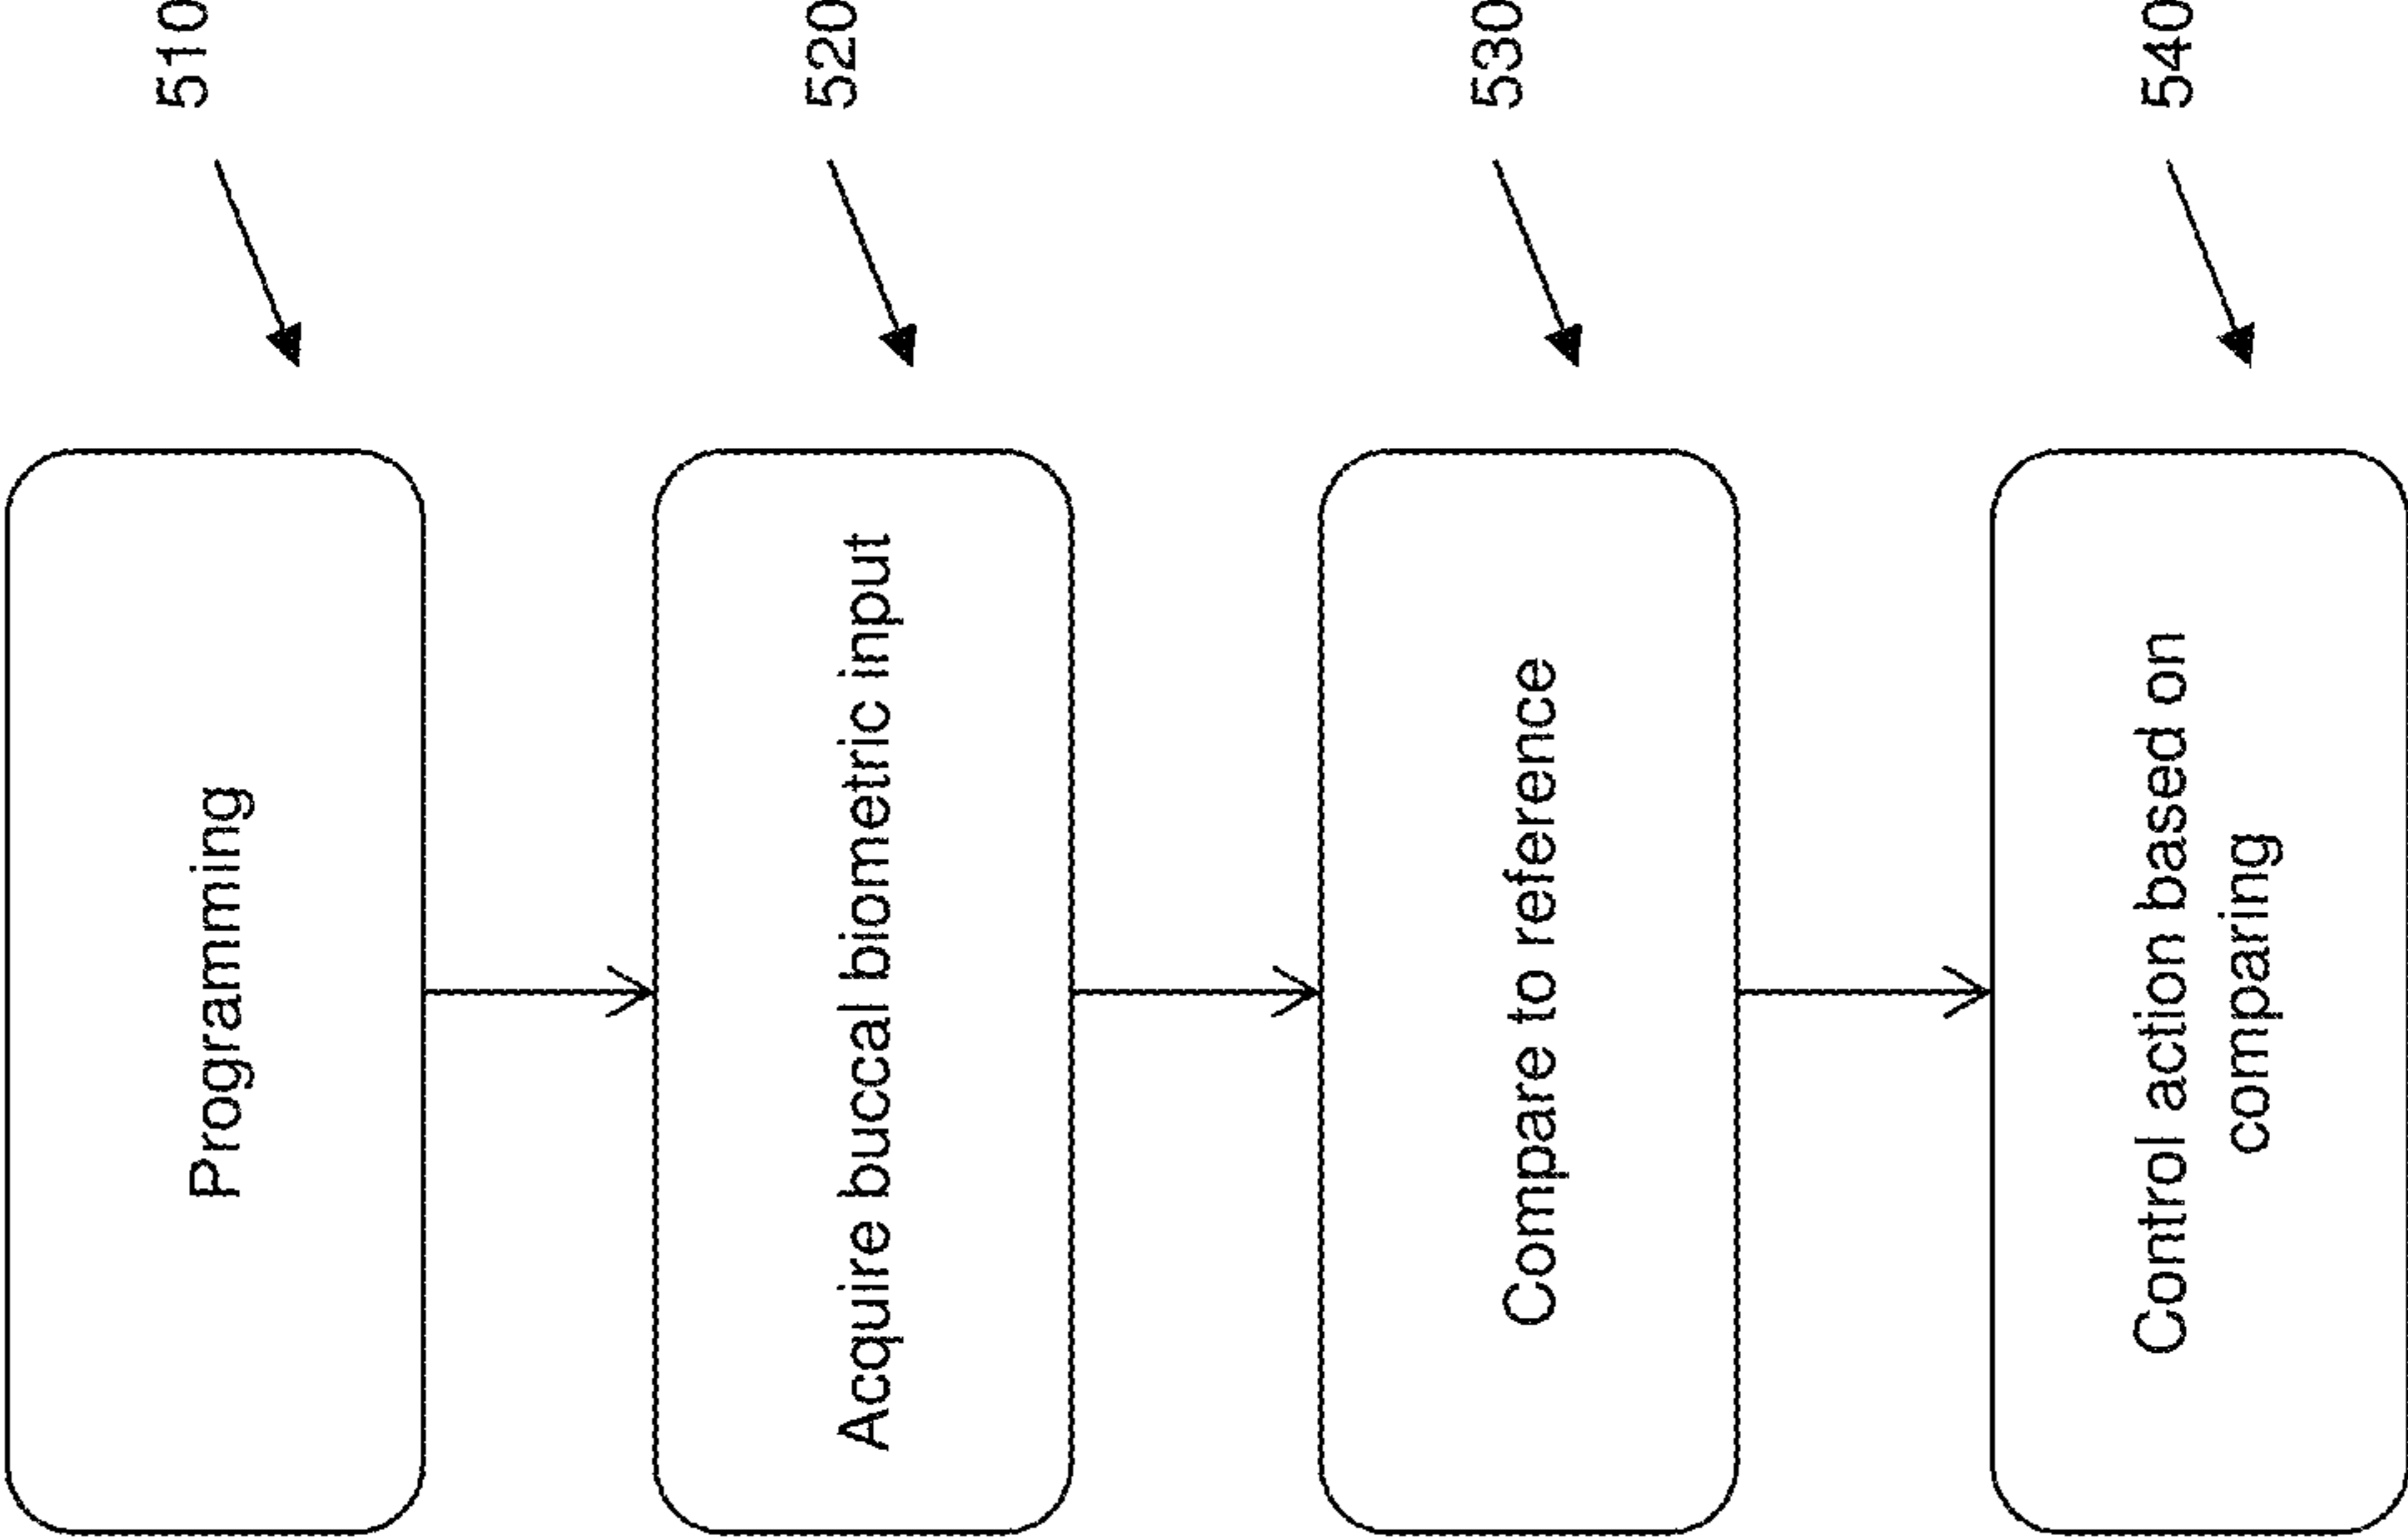 Programming
510
Acquire buccal biometric input
520
Compare to reference
530
Control action based on
comparing
540